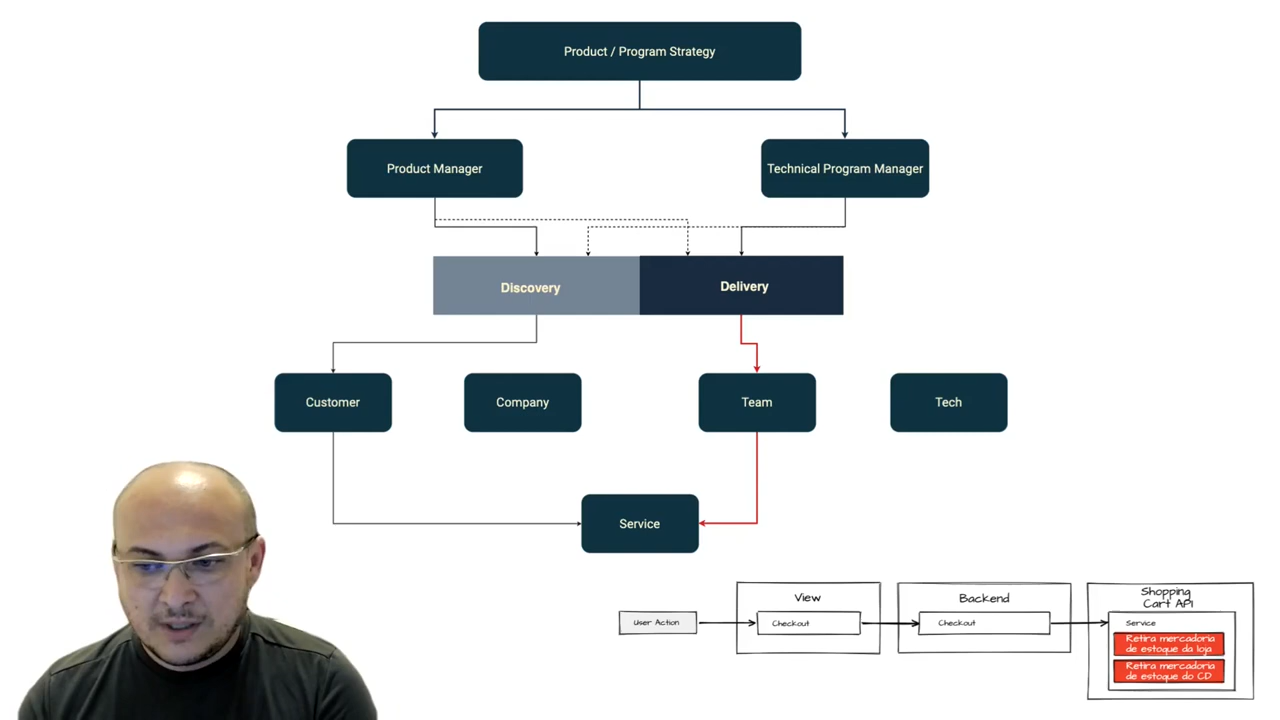 Product / Program Strategy
Product Manager
Technical Program Manager
Discovery
Delivery
Customer
Company
Team
Tech
Service
User Action
View
Checkout
Backend
Checkout
Shopping
Cart API
Service
Retira mercadoria
de estoque da loja
Retira mercadoria
de estoque do CD